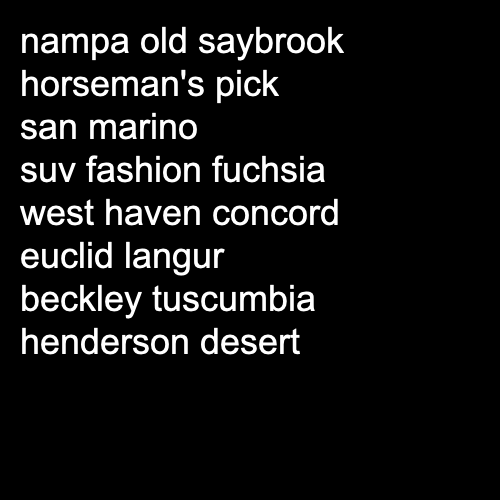 nampa old saybrook
horseman's pick
san marino
suv fashion fuchsia
west haven concord
euclid langur
beckley tuscumbia
henderson desert